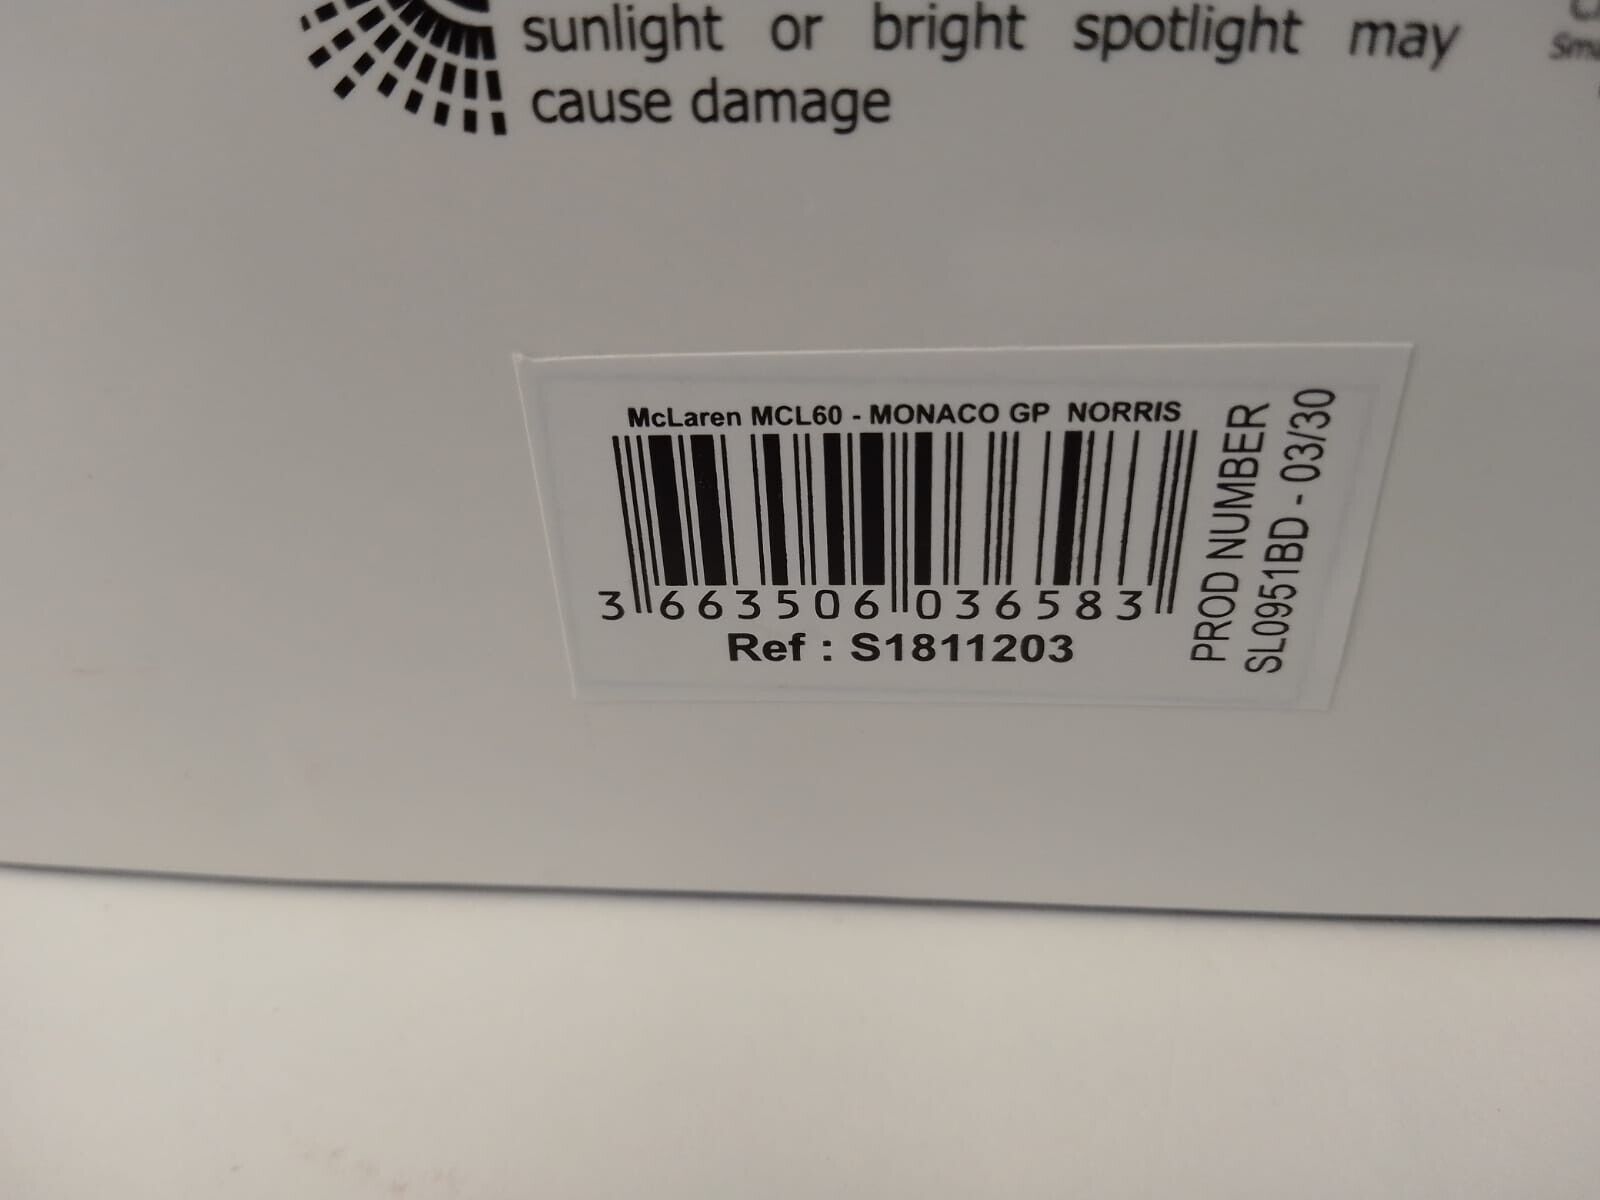 sunlight or bright spotlight may
cause damage
McLaren MCL60 - MONACO GP NORRIS
3 663506 036583
Ref : S1811203
PROD NUMBER
SL0951BD - 03/30